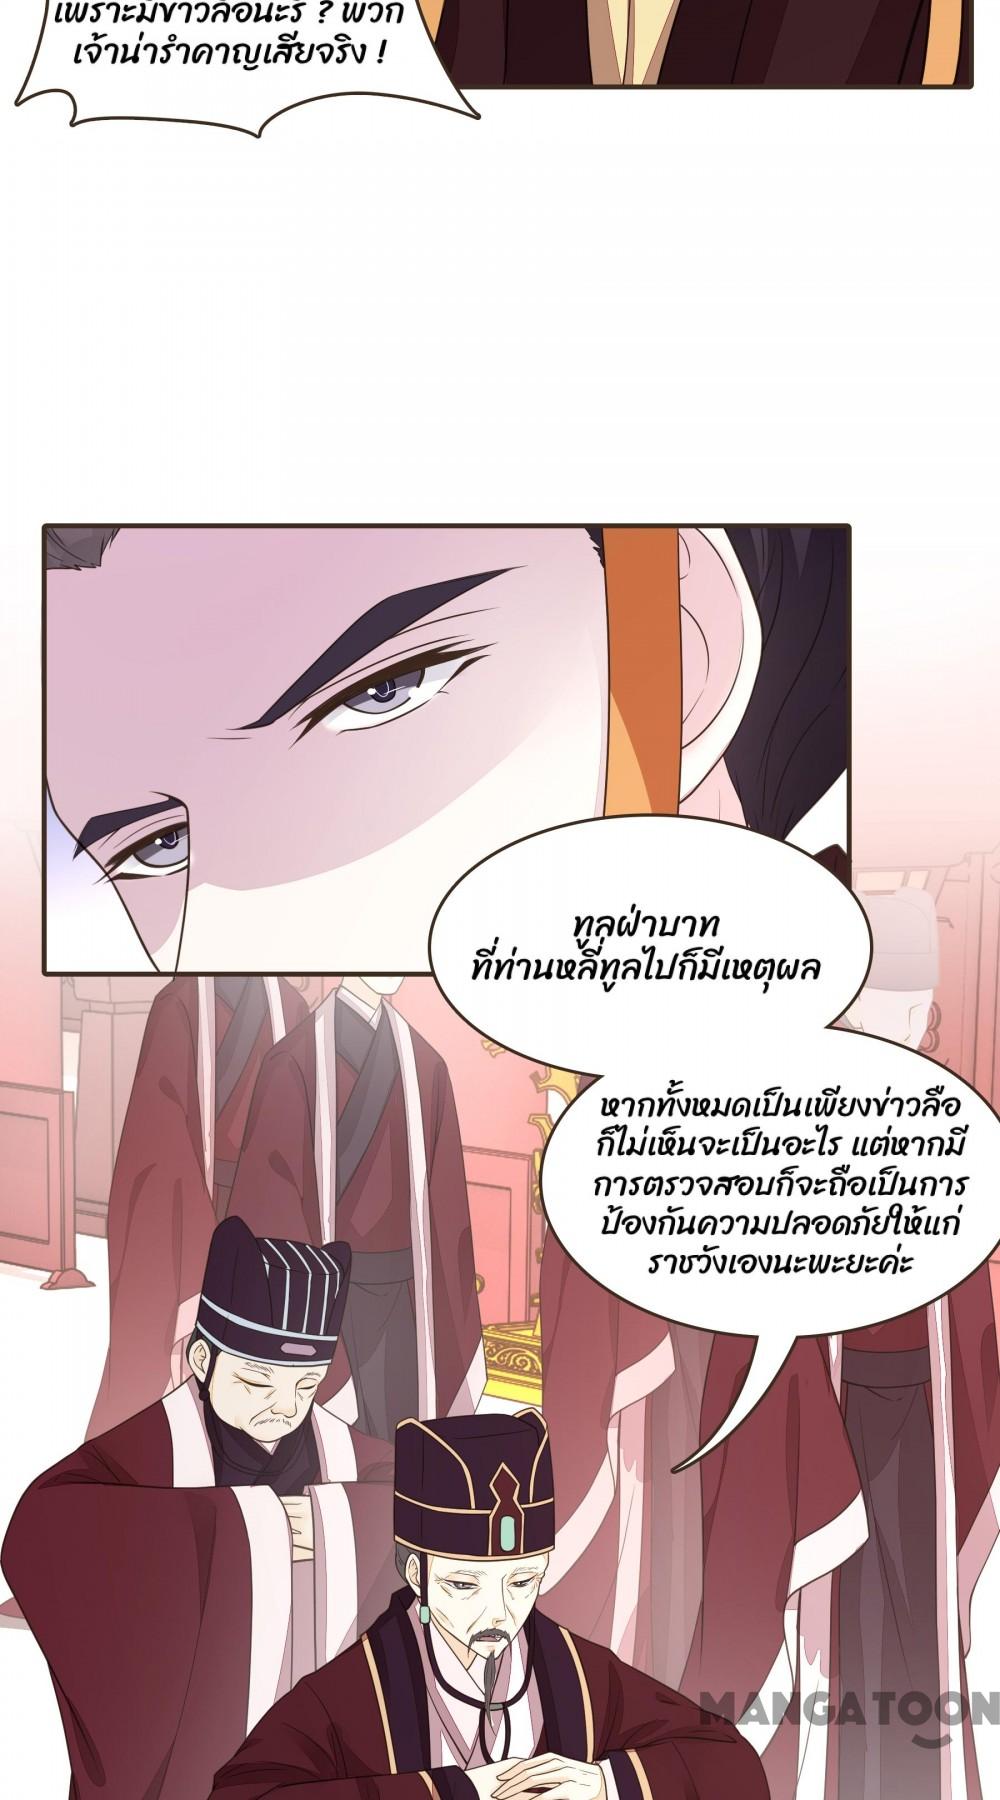 เพราะมีข่าวลือนะรึ ? พวก
เจ้าน่ารำคาญเสียจริง !
ทูลฝ่าบาท
ที่ท่านหลี่ทูลไปก็มีเหตุผล
หากทั้งหมดเป็นเพียงข่าวลือ
ก็ไม่เห็นจะเป็นอะไร แต่หากมี
การตรวจสอบก็จะถือเป็นการ
ป้องกันความปลอดภัยให้แก่
ราชวังเองนะพะยะค่ะ
MANGATOON